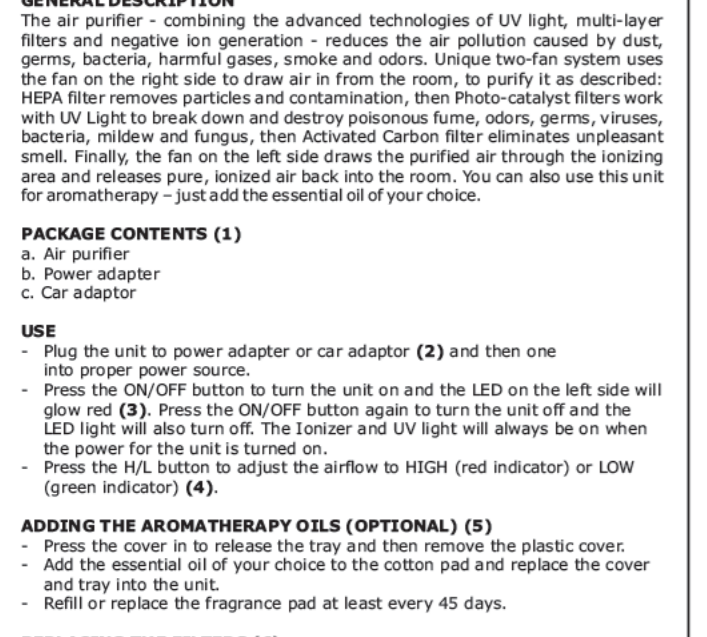 GENERAL DESCRIPTION
The air purifier - combining the advanced technologies of UV light, multi-layer
filters and negative ion generation - reduces the air pollution caused by dust,
germs, bacteria, harmful gases, smoke and odors. Unique two-fan system uses
the fan on the right side to draw air in from the room, to purify it as described:
HEPA filter removes particles and contamination, then Photo-catalyst filters work
with UV Light to break down and destroy poisonous fume, odors, germs, viruses,
bacteria, mildew and fungus, then Activated Carbon filter eliminates unpleasant
smell. Finally, the fan on the left side draws the purified air through the ionizing
area and releases pure, ionized air back into the room. You can also use this unit
for aromatherapy – just add the essential oil of your choice.
PACKAGE CONTENTS (1)
a. Air purifier
b. Power adapter
c. Car adaptor
USE
- Plug the unit to power adapter or car adaptor (2) and then one
into proper power source.
- Press the ON/OFF button to turn the unit on and the LED on the left side will
glow red (3). Press the ON/OFF button again to turn the unit off and the
LED light will also turn off. The Ionizer and UV light will always be on when
the power for the unit is turned on.
- Press the H/L button to adjust the airflow to HIGH (red indicator) or LOW
(green indicator) (4).
ADDING THE AROMATHERAPY OILS (OPTIONAL) (5)
- Press the cover in to release the tray and then remove the plastic cover.
- Add the essential oil of your choice to the cotton pad and replace the cover
and tray into the unit.
- Refill or replace the fragrance pad at least every 45 days.